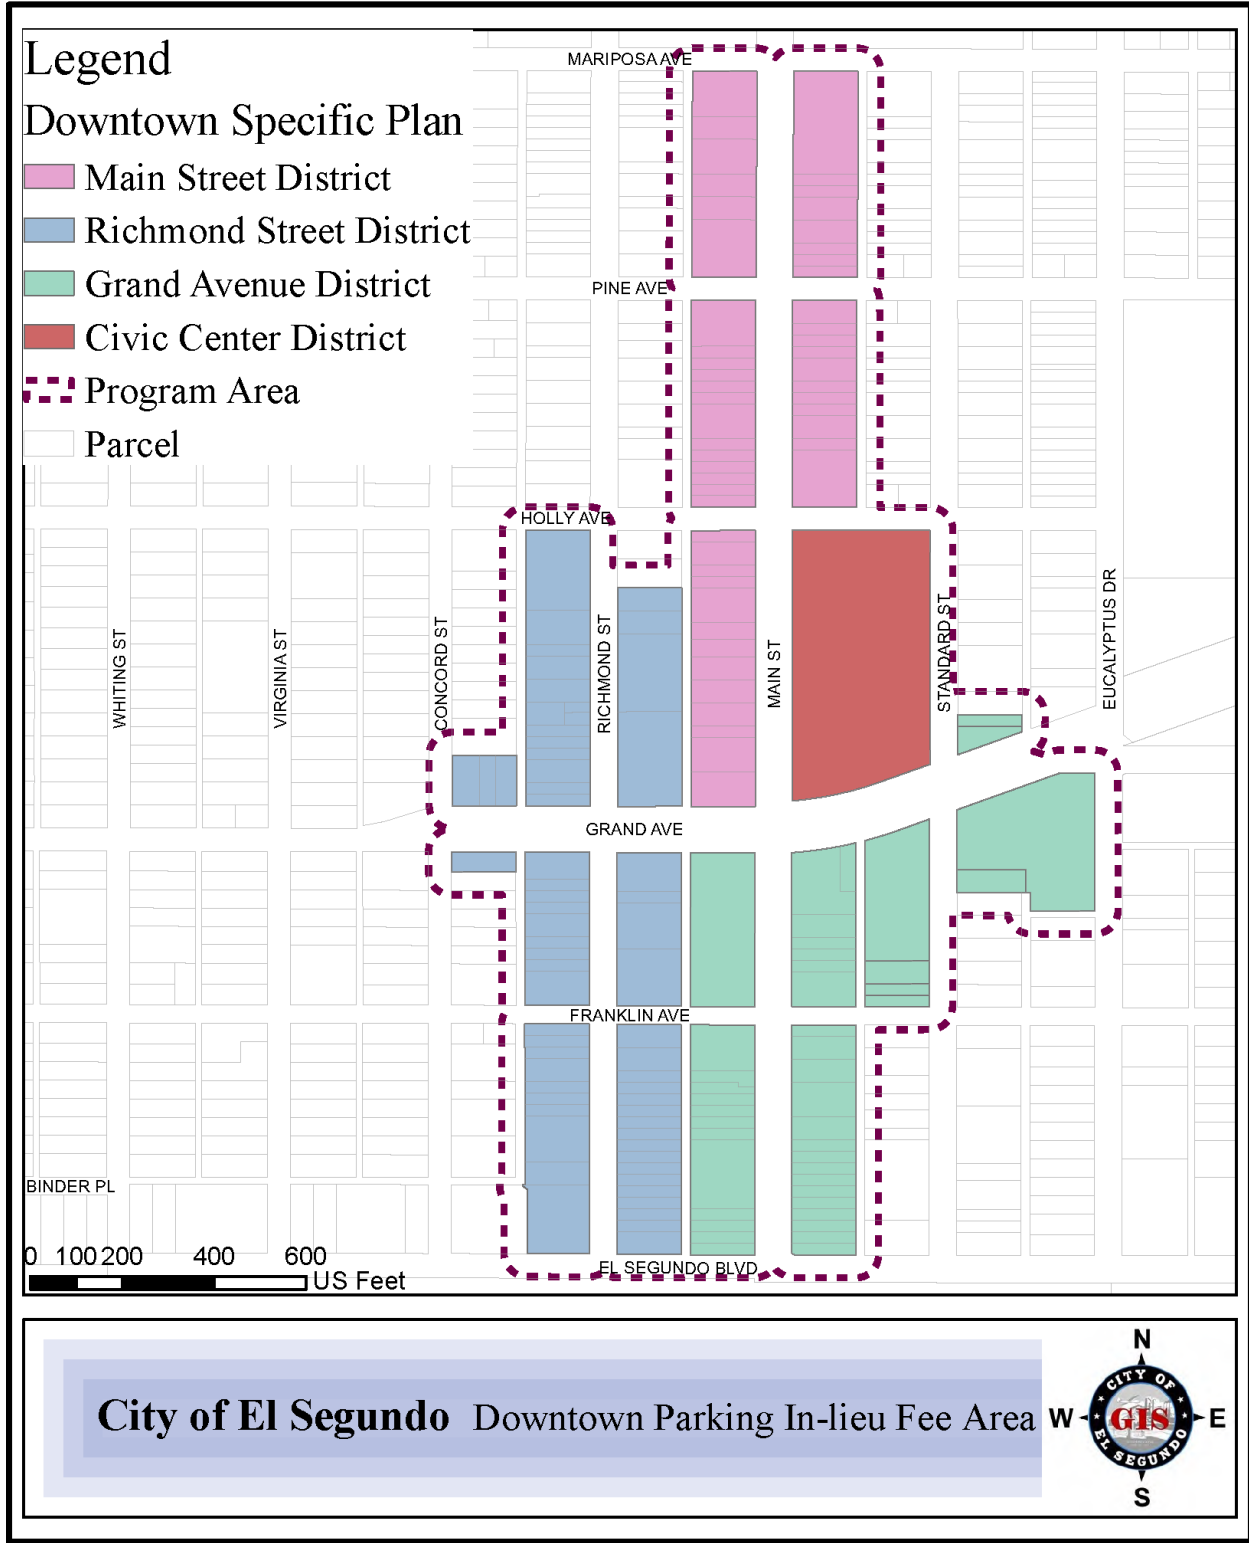 Legend
Downtown Specific Plan
Main Street District
Richmond Street District
Grand Avenue District
Civic Center District
Program Area
Parcel
MARIPOSA AVE
PINE AVE
HOLLY AVE
WHITING ST
VIRGINIA ST
CONCORD ST
RICHMOND ST
MAIN ST
STANDARD ST
EUCALYPTUS DR
GRAND AVE
FRANKLIN AVE
BINDER PL
EL SEGUNDO BLVD
0 100 200 400 600
US Feet
City of El Segundo Downtown Parking In-lieu Fee Area
N
W E
S
CITY OF
GIS
EL SEGUNDO